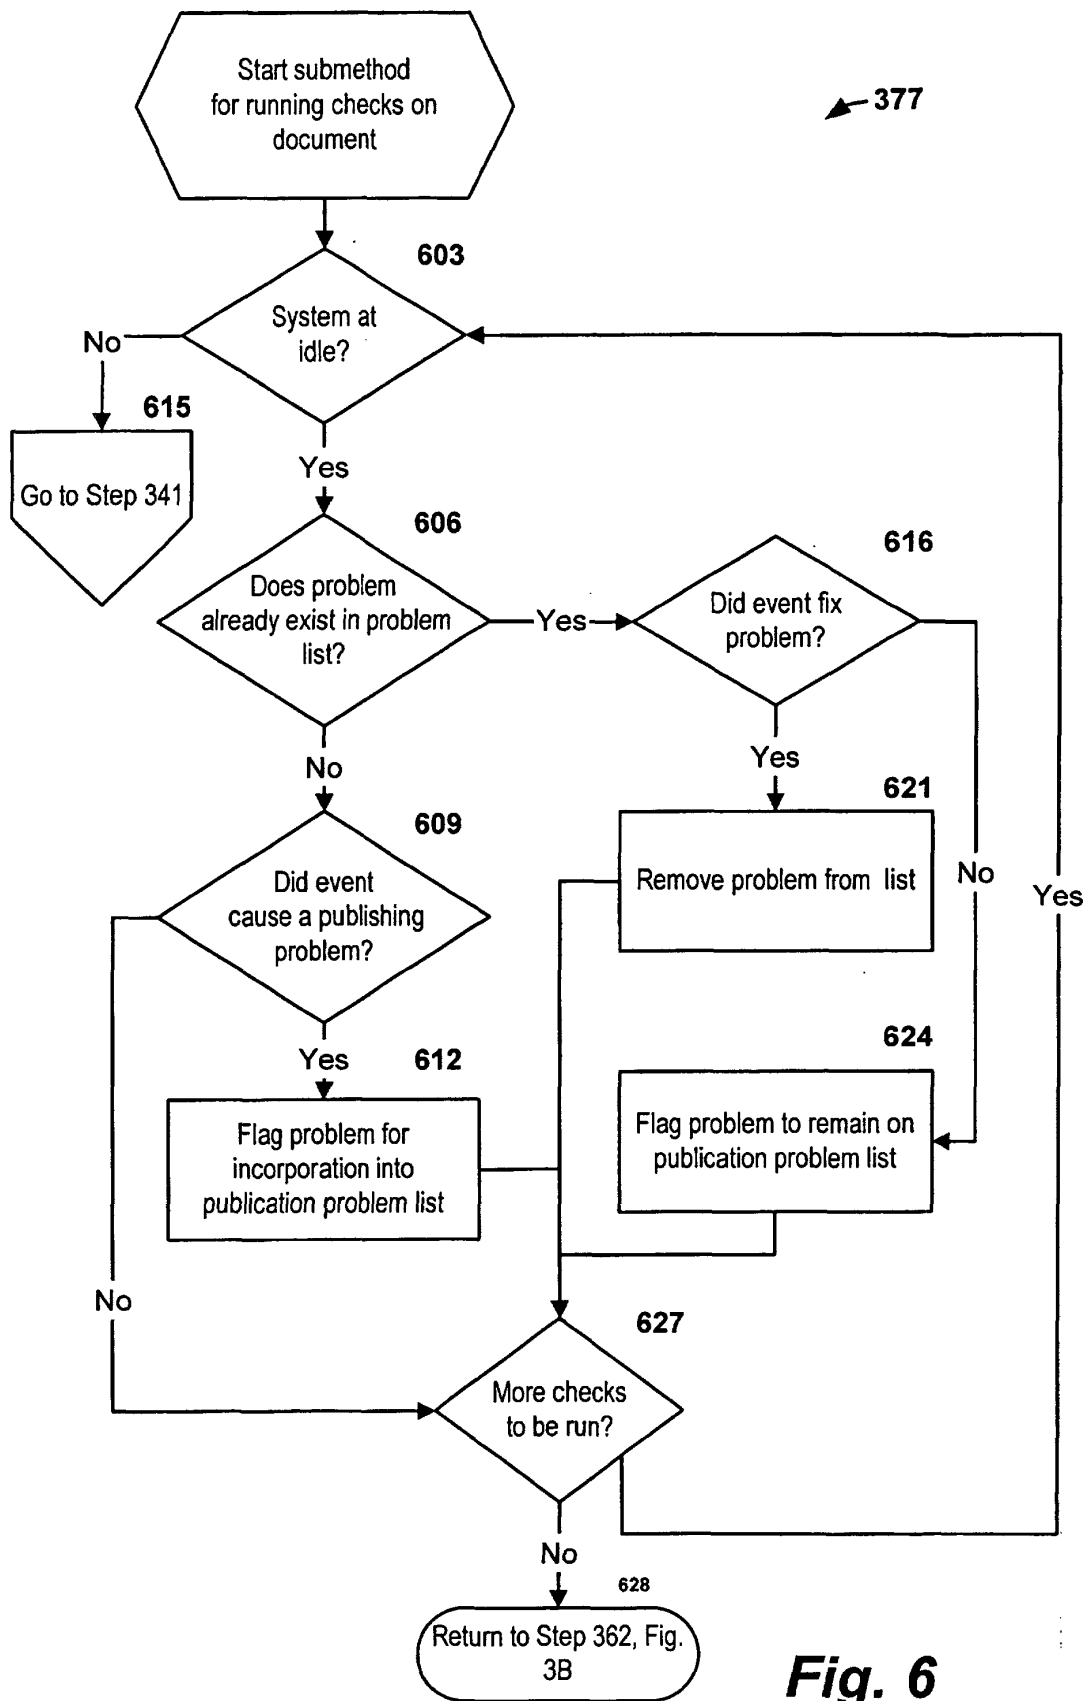 Start submethod
for running checks on
document
377
603
System at
idle?
No
615
Go to Step 341
Yes
606
Does problem
already exist in problem
list?
Yes
616
Did event fix
problem?
No
Yes
609
Did event
cause a publishing
problem?
621
Remove problem from list
No
Yes
Yes
612
Flag problem for
incorporation into
publication problem list
624
Flag problem to remain on
publication problem list
No
627
More checks
to be run?
No
628
Return to Step 362, Fig.
3B
Fig. 6